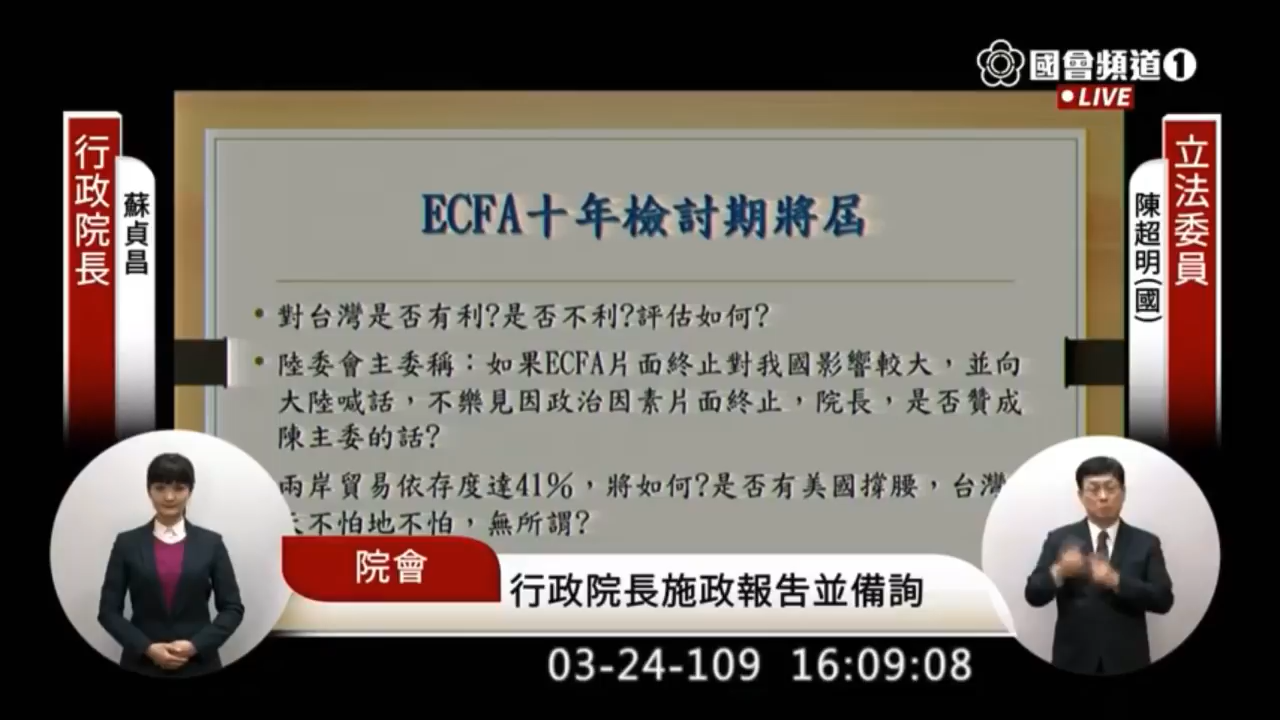 國會頻道1
LIVE
行政院長
蘇貞昌
立法委員
陳超明(國)
ECFA十年檢討期將屆
• 對台灣是否有利?是否不利?評估如何?
• 陸委會主委稱：如果ECFA片面終止對我國影響較大，並向
大陸喊話，不樂見因政治因素片面終止，院長，是否贊成
陳主委的話?
兩岸貿易依存度達41%，將如何?是否有美國撐腰，台灣
不怕地不怕，無所謂?
院會
行政院長施政報告並備詢
03-24-109 16:09:08